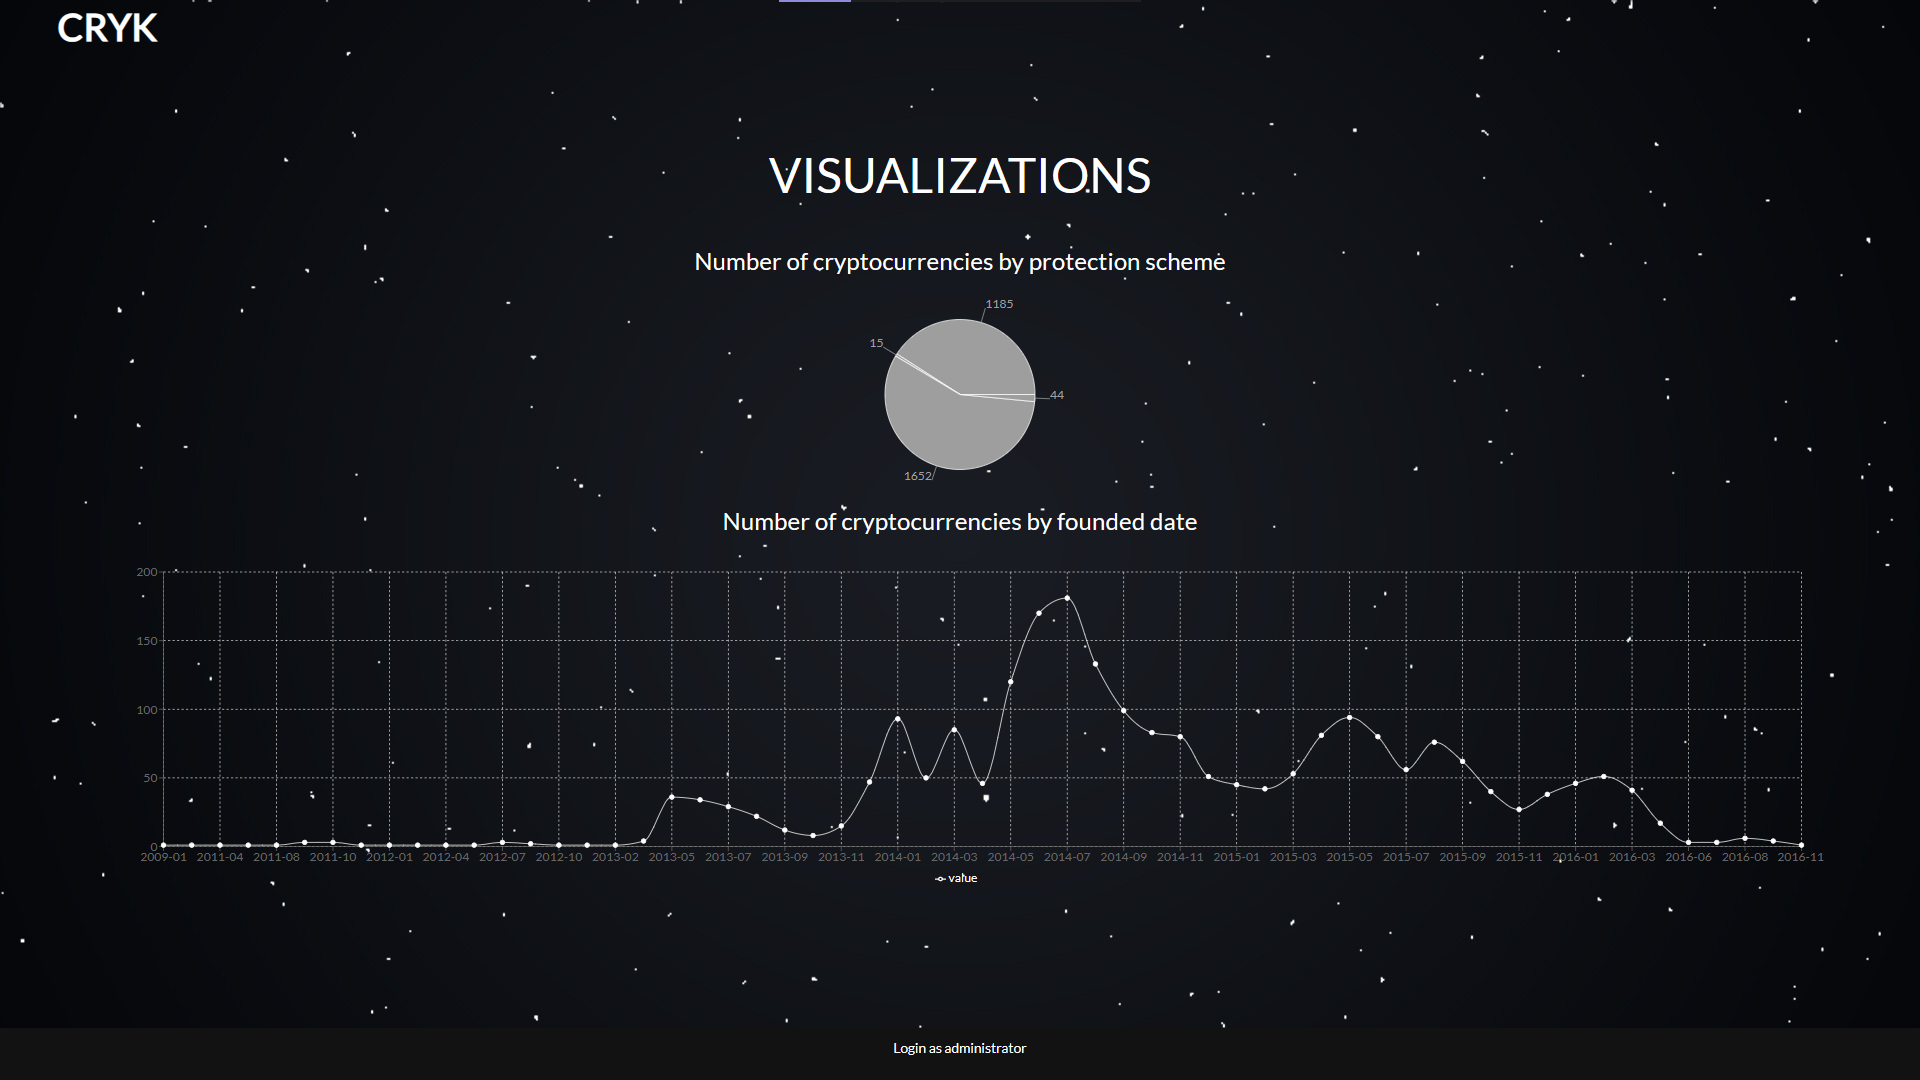 CRYK
VISUALIZATIONS
Number of cryptocurrencies by protection scheme
1185
15
44
1652
Number of cryptocurrencies by founded date
200
150
100
50
0
2009-01 2011-04 2011-08 2011-10 2012-01 2012-04 2012-07 2012-10 2013-02 2013-05 2013-07 2013-09 2013-11 2014-01 2014-03 2014-05 2014-07 2014-09 2014-11 2015-01 2015-03 2015-05 2015-07 2015-09 2015-11 2016-01 2016-03 2016-06 2016-08 2016-11
value
Login as administrator